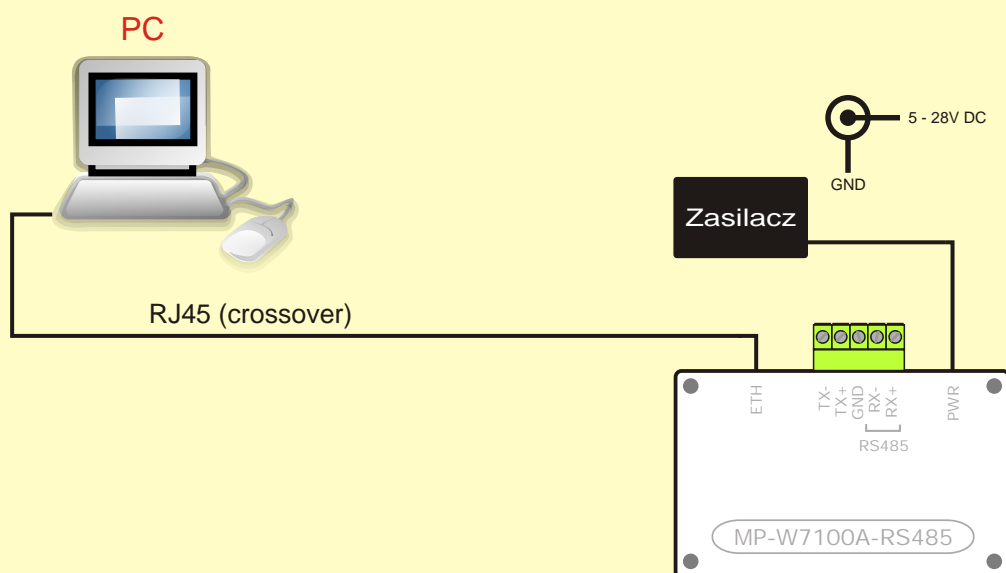 PC
5 - 28V DC
GND
Zasilacz
RJ45 (crossover)
ETH
TX-
TX+
GND
RX-
RX+
PWR
RS485
MP-W7100A-RS485